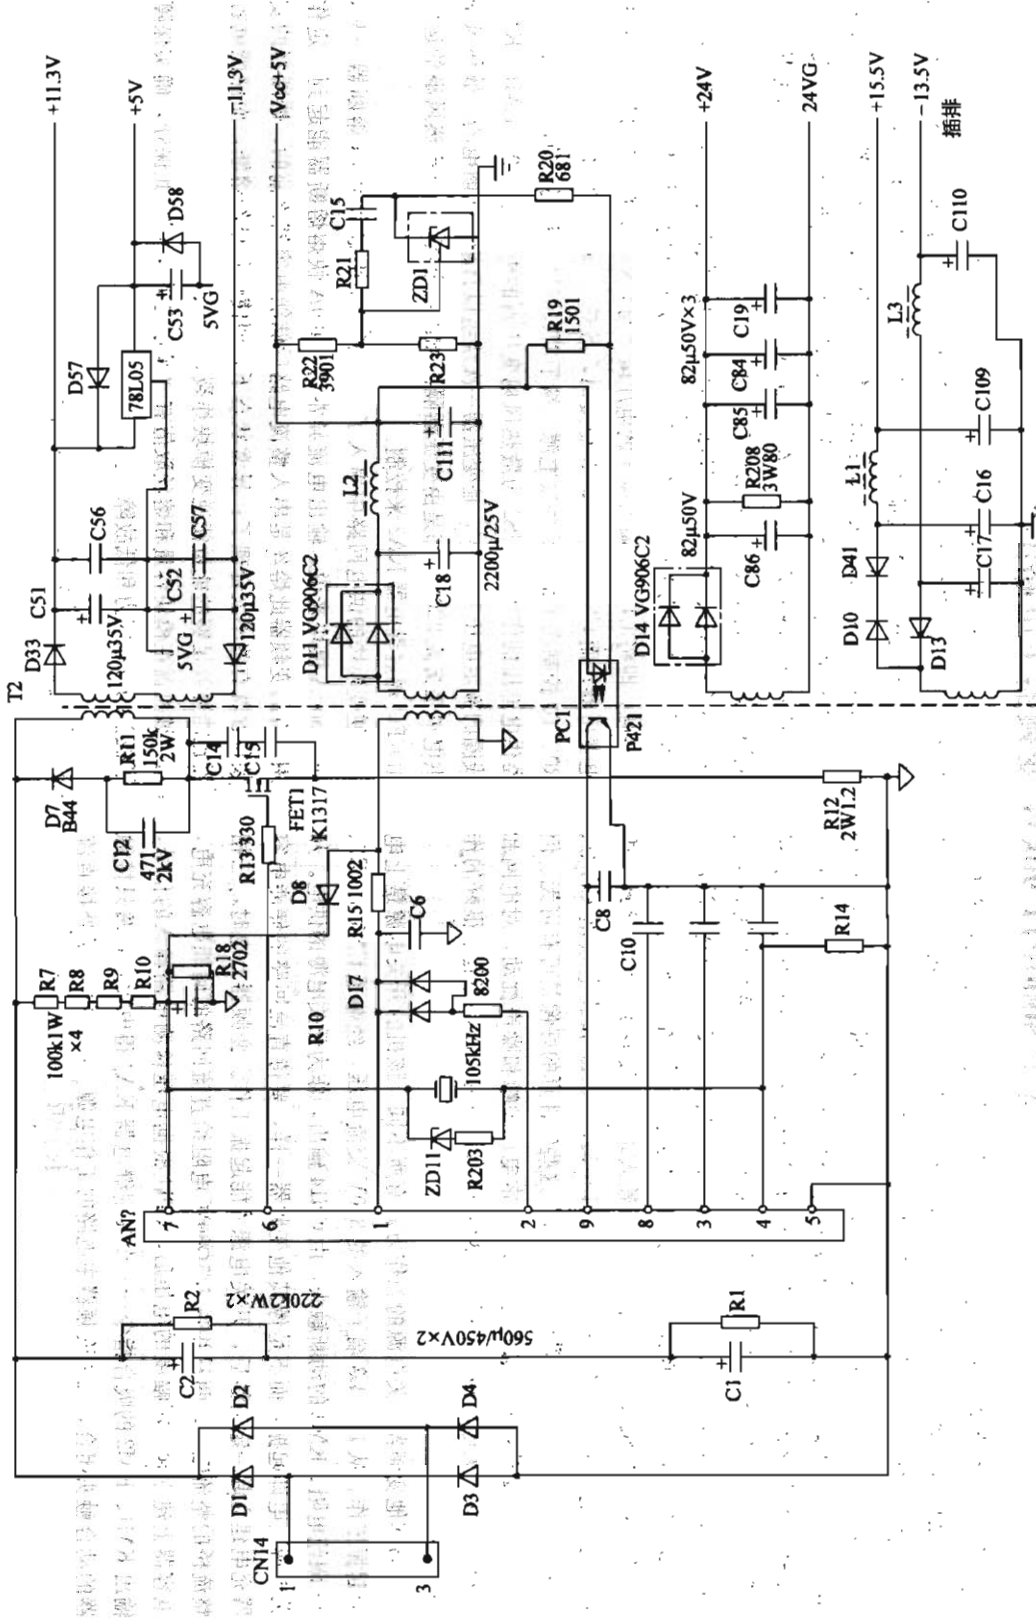 CN14
1
3
D1
D2
D3
D4
C2
R2
220k2W×2
560μ/450V×2
C1
R1
AN?
7
6
1
2
9
8
3
4
5
R7
R8
R9
R10
100k1W
×4
R18
2702
R10
D17
8200
105kHz
ZD11
R203
T2
D7
B44
R11
150k
2W
C12
471
2kV
C14
C15
R13 330
FET1
K1317
D8
R15 1002
C6
C8
C10
R14
R12
2W1.2
PC1
P421
D33
C51
120μ35V
C56
C52
5VG
C57
120μ35V
D57
78L05
C53
5VG
D58
+11.3V
+5V
-11.3V
Vcc+5V
D11 VG906C2
L2
C18
2200μ/25V
C111
R22
3901
R23
R21
C15
ZD1
R19
1501
R20
681
D14 VG906C2
82μ50V
C86
R208
3W80
82μ50V×3
C85
C84
C19
+24V
24VG
D10
D41
L1
D13
C17
C16
C109
L3
C110
+15.5V
-13.5V
插排